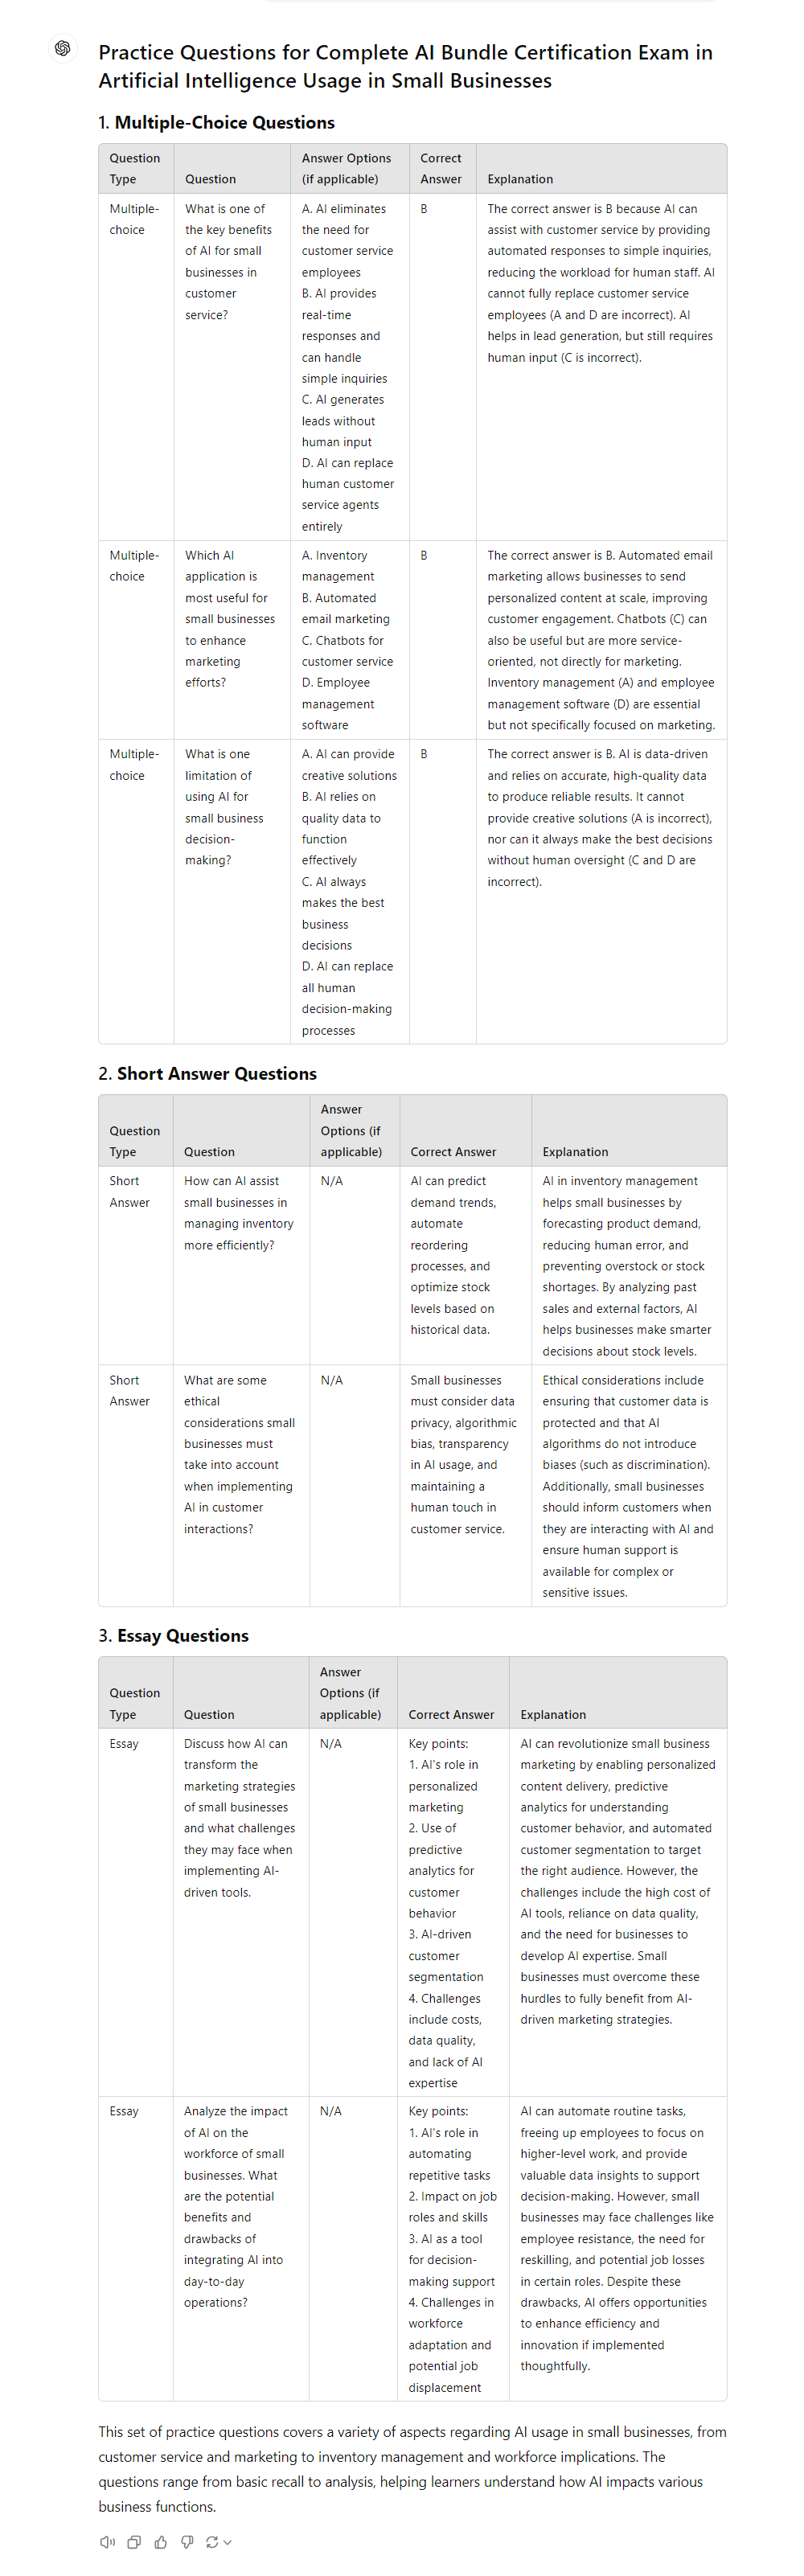 Practice Questions for Complete AI Bundle Certification Exam in
Artificial Intelligence Usage in Small Businesses
1. Multiple-Choice Questions
Question
Type
Question
Answer Options
(if applicable)
Correct
Answer
Explanation
Multiple-
choice
What is one of
the key benefits
of AI for small
businesses in
customer
service?
A. AI eliminates
the need for
customer service
employees
B. AI provides
real-time
responses and
can handle
simple inquiries
C. AI generates
leads without
human input
D. AI can replace
human customer
service agents
entirely
B
The correct answer is B because AI can
assist with customer service by providing
automated responses to simple inquiries,
reducing the workload for human staff. AI
cannot fully replace customer service
employees (A and D are incorrect). AI
helps in lead generation, but still requires
human input (C is incorrect).
Multiple-
choice
Which AI
application is
most useful for
small businesses
to enhance
marketing
efforts?
A. Inventory
management
B. Automated
email marketing
C. Chatbots for
customer service
D. Employee
management
software
B
The correct answer is B. Automated email
marketing allows businesses to send
personalized content at scale, improving
customer engagement. Chatbots (C) can
also be useful but are more service-
oriented, not directly for marketing.
Inventory management (A) and employee
management software (D) are essential
but not specifically focused on marketing.
Multiple-
choice
What is one
limitation of
using AI for
small business
decision-
making?
A. AI can provide
creative solutions
B. AI relies on
quality data to
function
effectively
C. AI always
makes the best
business
decisions
D. AI can replace
all human
decision-making
processes
B
The correct answer is B. AI is data-driven
and relies on accurate, high-quality data
to produce reliable results. It cannot
provide creative solutions (A is incorrect),
nor can it always make the best decisions
without human oversight (C and D are
incorrect).
2. Short Answer Questions
Question
Type
Question
Answer
Options (if
applicable)
Correct Answer
Explanation
Short
Answer
How can AI assist
small businesses in
managing inventory
more efficiently?
N/A
AI can predict
demand trends,
automate
reordering
processes, and
optimize stock
levels based on
historical data.
AI in inventory management
helps small businesses by
forecasting product demand,
reducing human error, and
preventing overstock or stock
shortages. By analyzing past
sales and external factors, AI
helps businesses make smarter
decisions about stock levels.
Short
Answer
What are some
ethical
considerations small
businesses must
take into account
when implementing
AI in customer
interactions?
N/A
Small businesses
must consider data
privacy, algorithmic
bias, transparency
in AI usage, and
maintaining a
human touch in
customer service.
Ethical considerations include
ensuring that customer data is
protected and that AI
algorithms do not introduce
biases (such as discrimination).
Additionally, small businesses
should inform customers when
they are interacting with AI and
ensure human support is
available for complex or
sensitive issues.
3. Essay Questions
Question
Type
Question
Answer
Options (if
applicable)
Correct Answer
Explanation
Essay
Discuss how AI can
transform the
marketing strategies
of small businesses
and what challenges
they may face when
implementing AI-
driven tools.
N/A
Key points:
1. AI's role in
personalized
marketing
2. Use of
predictive
analytics for
customer
behavior
3. AI-driven
customer
segmentation
4. Challenges
include costs,
data quality,
and lack of AI
expertise
AI can revolutionize small business
marketing by enabling personalized
content delivery, predictive
analytics for understanding
customer behavior, and automated
customer segmentation to target
the right audience. However, the
challenges include the high cost of
AI tools, reliance on data quality,
and the need for businesses to
develop AI expertise. Small
businesses must overcome these
hurdles to fully benefit from AI-
driven marketing strategies.
Essay
Analyze the impact
of AI on the
workforce of small
businesses. What
are the potential
benefits and
drawbacks of
integrating AI into
day-to-day
operations?
N/A
Key points:
1. AI's role in
automating
repetitive tasks
2. Impact on job
roles and skills
3. AI as a tool
for decision-
making support
4. Challenges in
workforce
adaptation and
potential job
displacement
AI can automate routine tasks,
freeing up employees to focus on
higher-level work, and provide
valuable data insights to support
decision-making. However, small
businesses may face challenges like
employee resistance, the need for
reskilling, and potential job losses
in certain roles. Despite these
drawbacks, AI offers opportunities
to enhance efficiency and
innovation if implemented
thoughtfully.
This set of practice questions covers a variety of aspects regarding AI usage in small businesses, from
customer service and marketing to inventory management and workforce implications. The
questions range from basic recall to analysis, helping learners understand how AI impacts various
business functions.